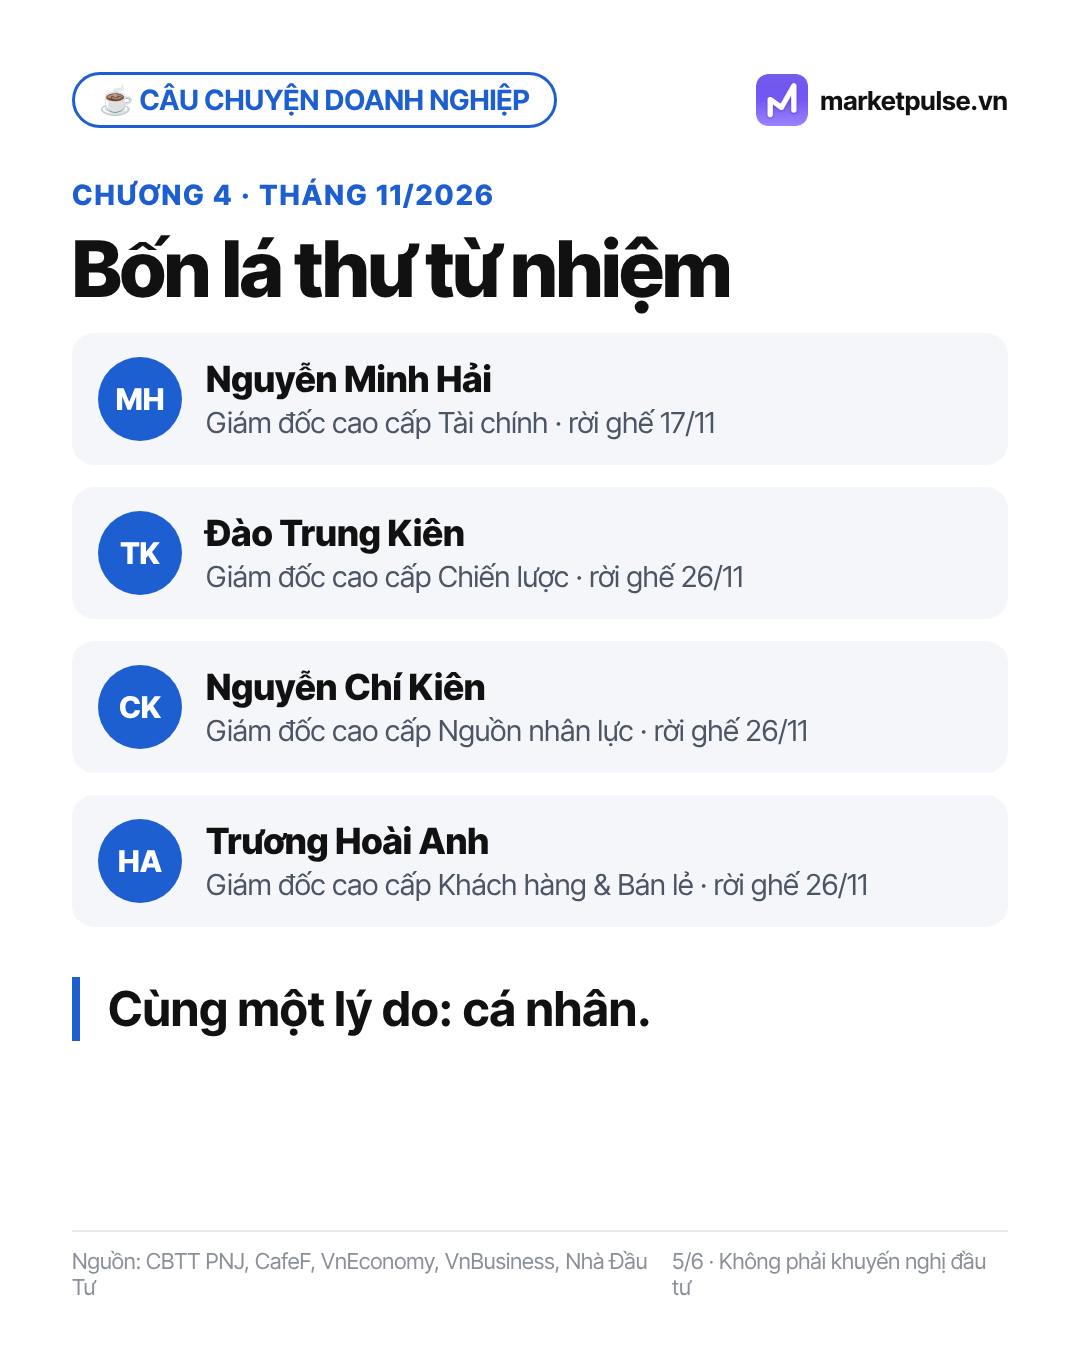 ☕ CÂU CHUYỆN DOANH NGHIỆP
marketpulse.vn
CHƯƠNG 4 · THÁNG 11/2026
Bốn lá thư từ nhiệm
MH
Nguyễn Minh Hải
Giám đốc cao cấp Tài chính · rời ghế 17/11
TK
Đào Trung Kiên
Giám đốc cao cấp Chiến lược · rời ghế 26/11
CK
Nguyễn Chí Kiên
Giám đốc cao cấp Nguồn nhân lực · rời ghế 26/11
HA
Trương Hoài Anh
Giám đốc cao cấp Khách hàng & Bán lẻ · rời ghế 26/11
Cùng một lý do: cá nhân.
Nguồn: CBTT PNJ, CafeF, VnEconomy, VnBusiness, Nhà Đầu
Tư
5/6 · Không phải khuyến nghị đầu
tư